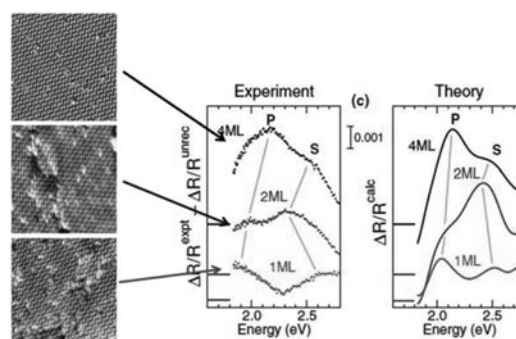 Experiment
(c)
Theory
P
4ML
S
0.001
2ML
1ML
ΔR/R^expt - ΔR/R^unrec
2.0
2.5
Energy (eV)
P
4ML
S
2ML
1ML
ΔR/R^calc
2.0
2.5
Energy (eV)